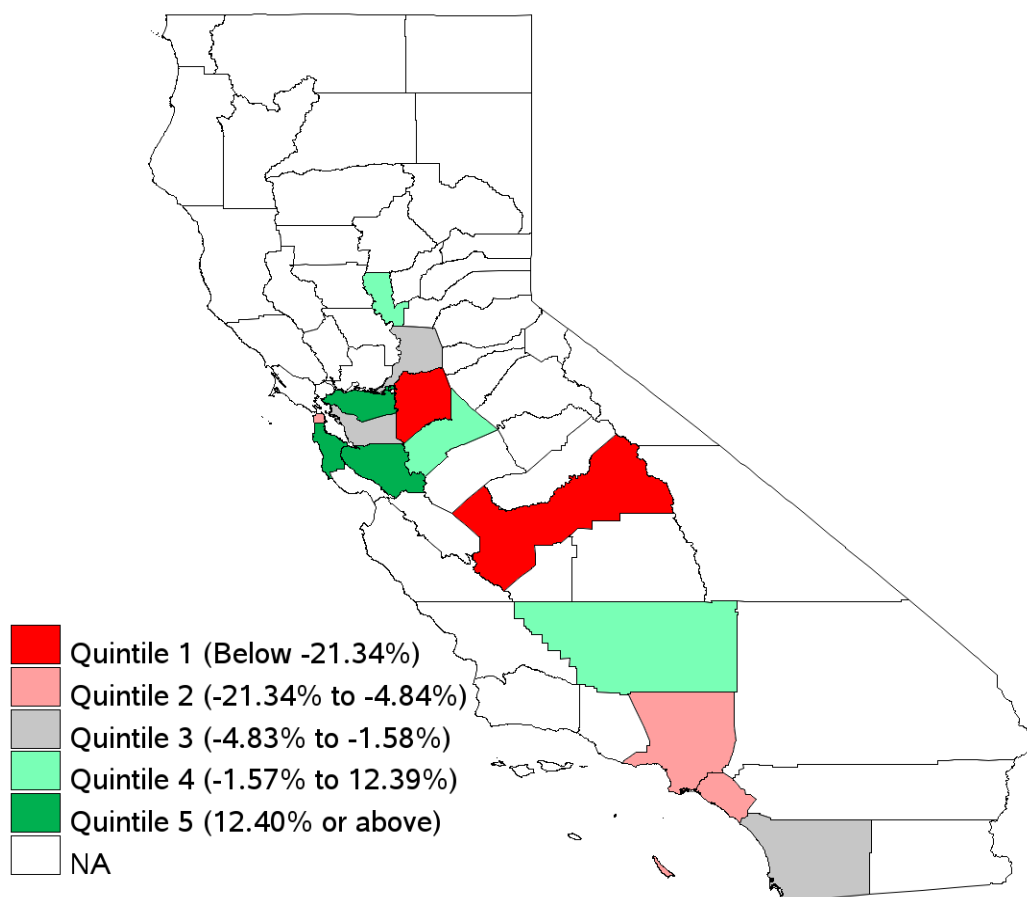 Quintile 1 (Below -21.34%)
Quintile 2 (-21.34% to -4.84%)
Quintile 3 (-4.83% to -1.58%)
Quintile 4 (-1.57% to 12.39%)
Quintile 5 (12.40% or above)
NA